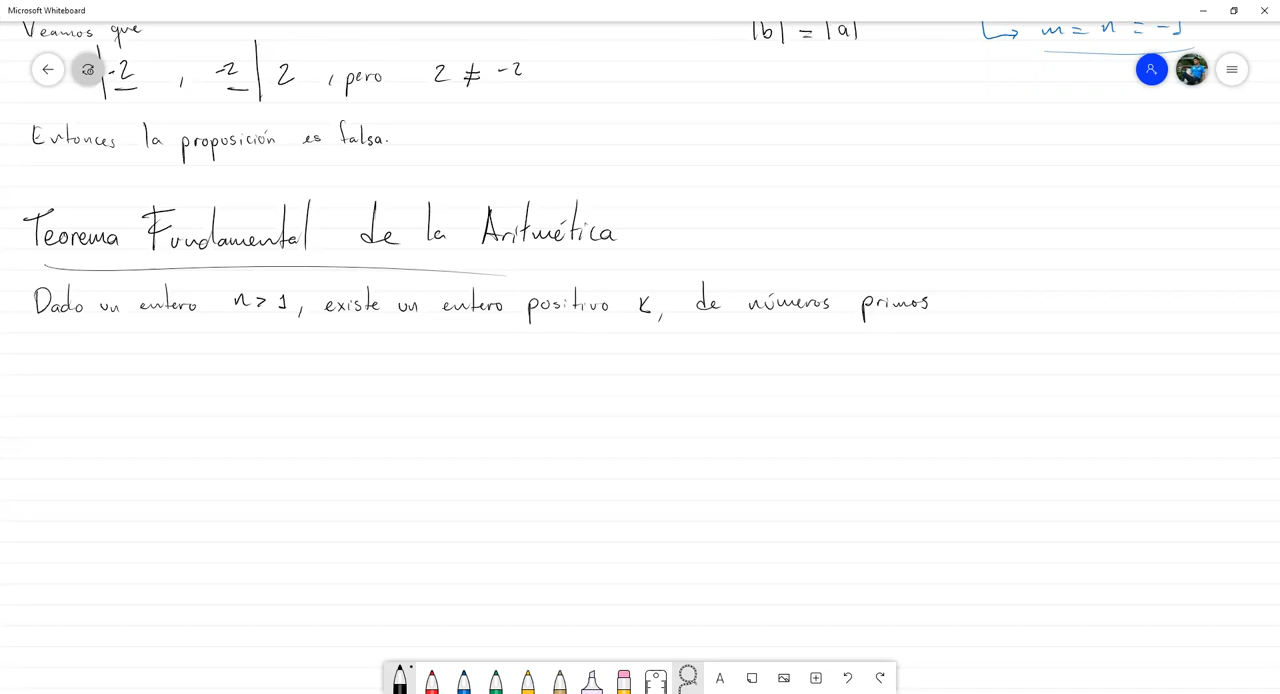 Microsoft Whiteboard
Veamos que
|b| = |a|
↳ m = n = -1
|-2 , -2 | 2 , pero 2 ≠ -2
Entonces la proposición es falsa.
Teorema Fundamental de la Aritmética
Dado un entero n > 1, existe un entero positivo k, de números primos
A